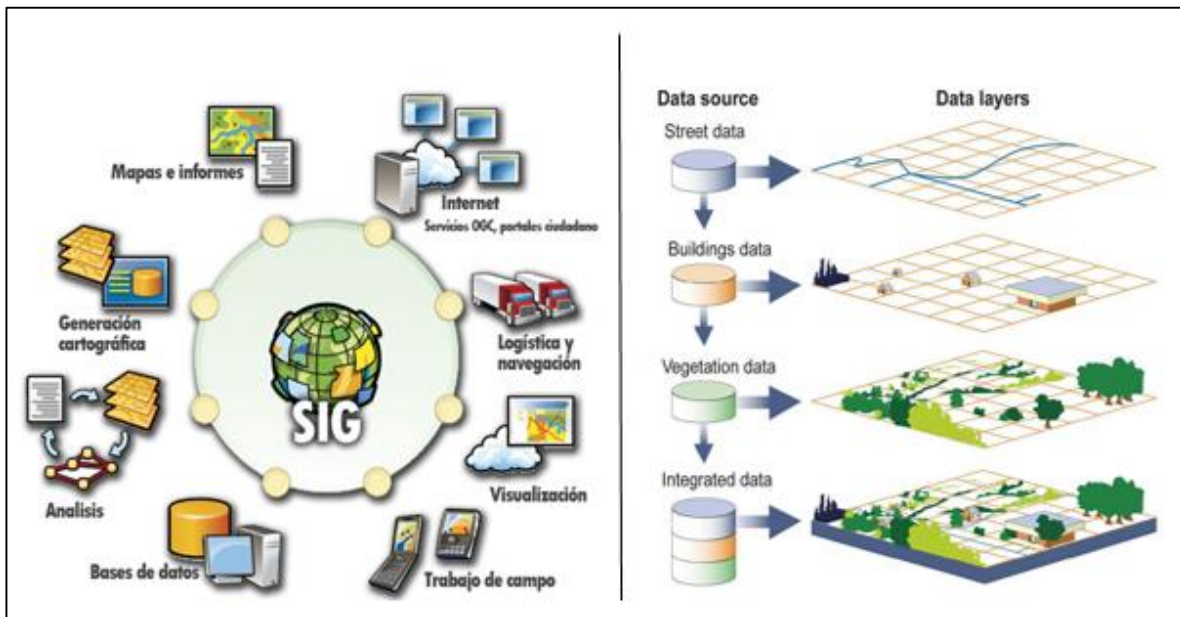 Mapas e informes
Internet
Servicios OGC, portales ciudadano
Generación
cartográfica
Logística y
navegación
SIG
Analisis
Visualización
Bases de datos
Trabajo de campo
Data source
Data layers
Street data
Buildings data
Vegetation data
Integrated data